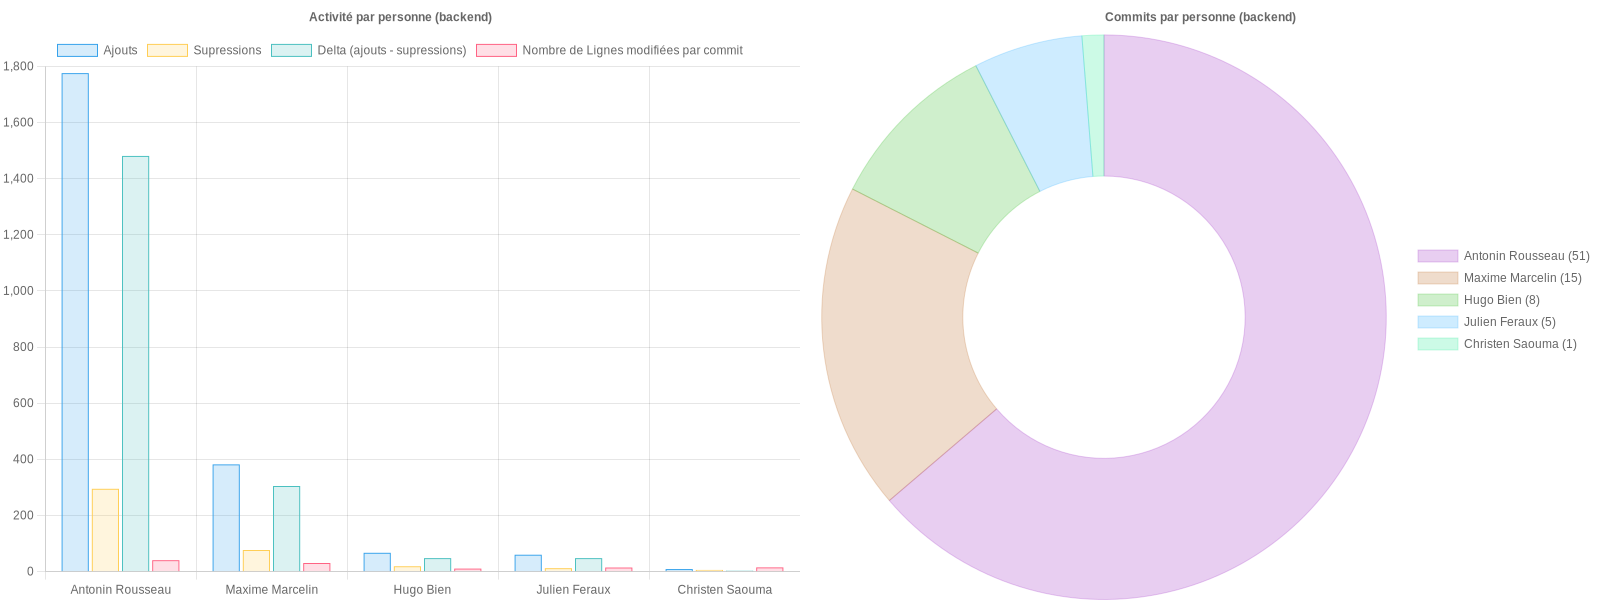 Activité par personne (backend)
Ajouts Supressions Delta (ajouts - supressions) Nombre de Lignes modifiées par commit
1,800
1,600
1,400
1,200
1,000
800
600
400
200
0
Antonin Rousseau Maxime Marcelin Hugo Bien Julien Feraux Christen Saouma
Commits par personne (backend)
Antonin Rousseau (51)
Maxime Marcelin (15)
Hugo Bien (8)
Julien Feraux (5)
Christen Saouma (1)